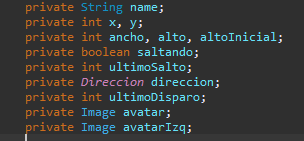 private String name;
private int x, y;
private int ancho, alto, altoInicial;
private boolean saltando;
private int ultimoSalto;
private Direccion direccion;
private int ultimoDisparo;
private Image avatar;
private Image avatarIzq;